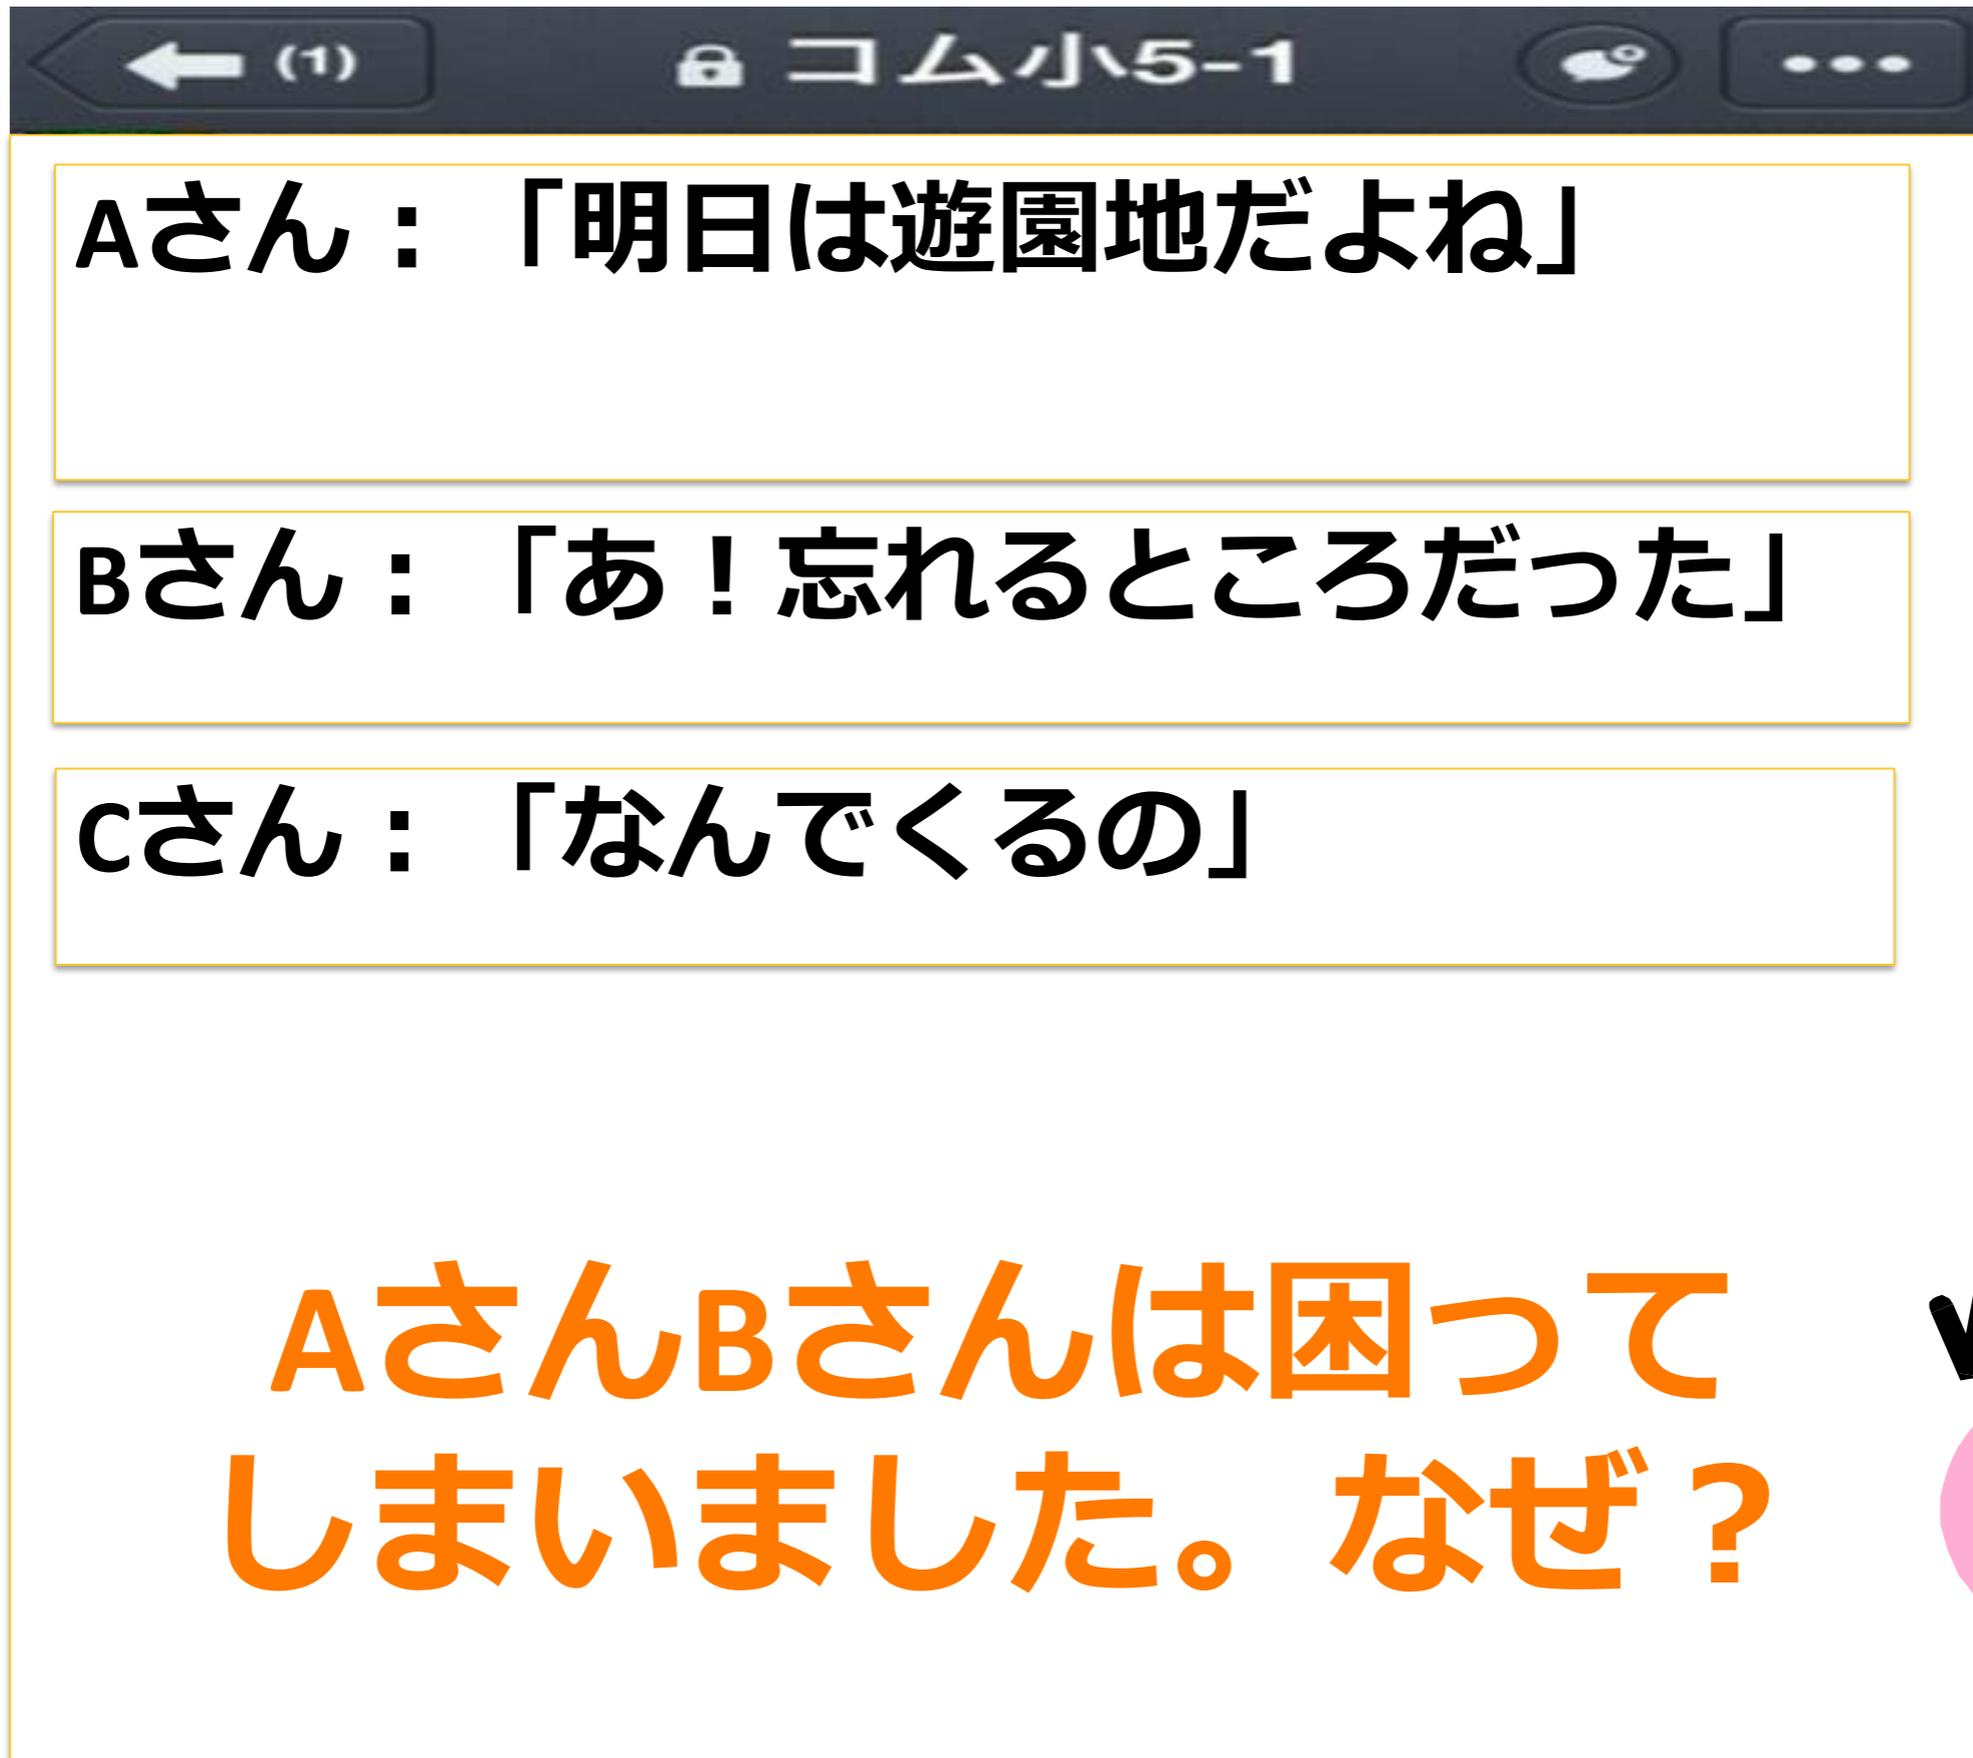 (1) コム小5-1
Aさん：「明日は遊園地だよね」
Bさん：「あ！忘れるところだった」
Cさん：「なんでくるの」
AさんBさんは困って
しまいました。なぜ？